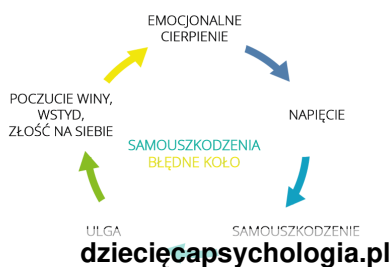 EMOCJONALNE
CIERPIENIE
NAPIĘCIE
SAMOUSZKODZENIE
ULGA
POCZUCIE WINY,
WSTYD,
ZŁOŚĆ NA SIEBIE
SAMOUSZKODZENIA
BŁĘDNE KOŁO
dziecięcapsychologia.pl